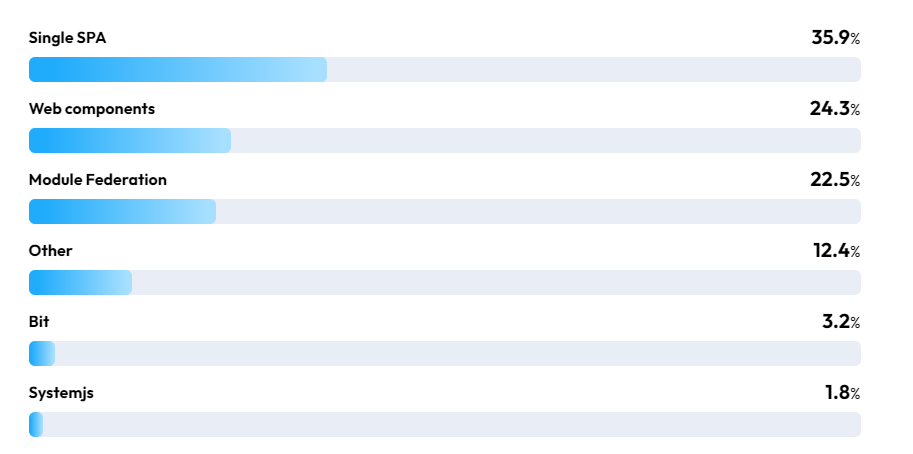 Single SPA 35.9%
Web components 24.3%
Module Federation 22.5%
Other 12.4%
Bit 3.2%
Systemjs 1.8%